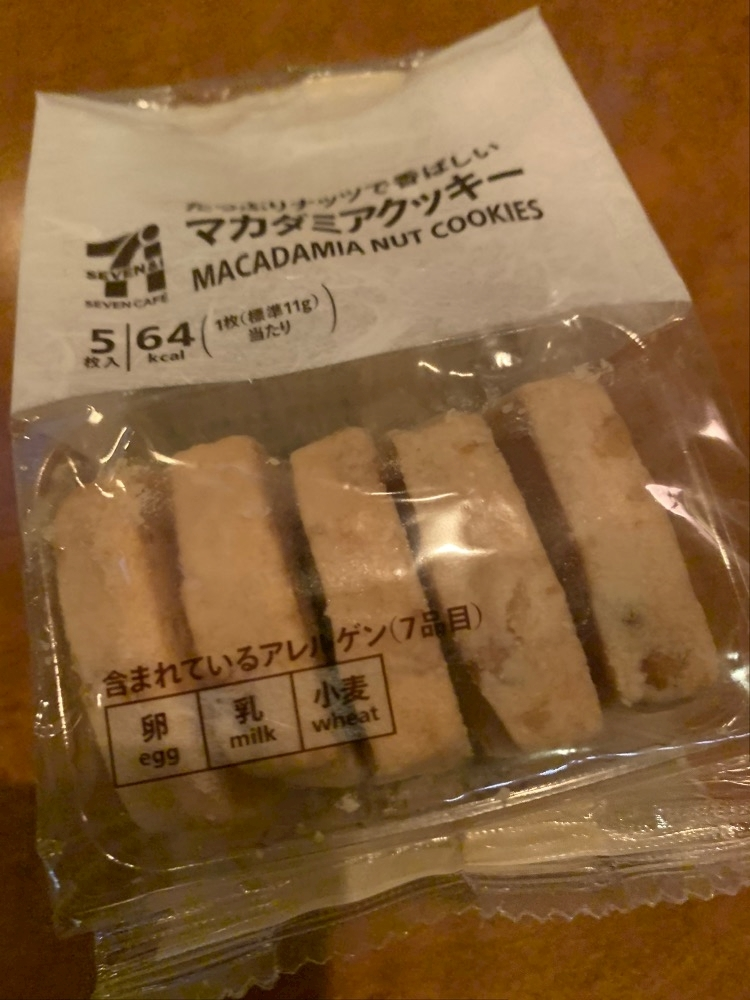 たっぷりナッツで香ばしい
マカダミアクッキー
MACADAMIA NUT COOKIES
7i
SEVEN&i
SEVEN CAFÉ
5枚入
64kcal
(1枚(標準11g)当たり)
含まれているアレルゲン(7品目)
卵
egg
乳
milk
小麦
wheat